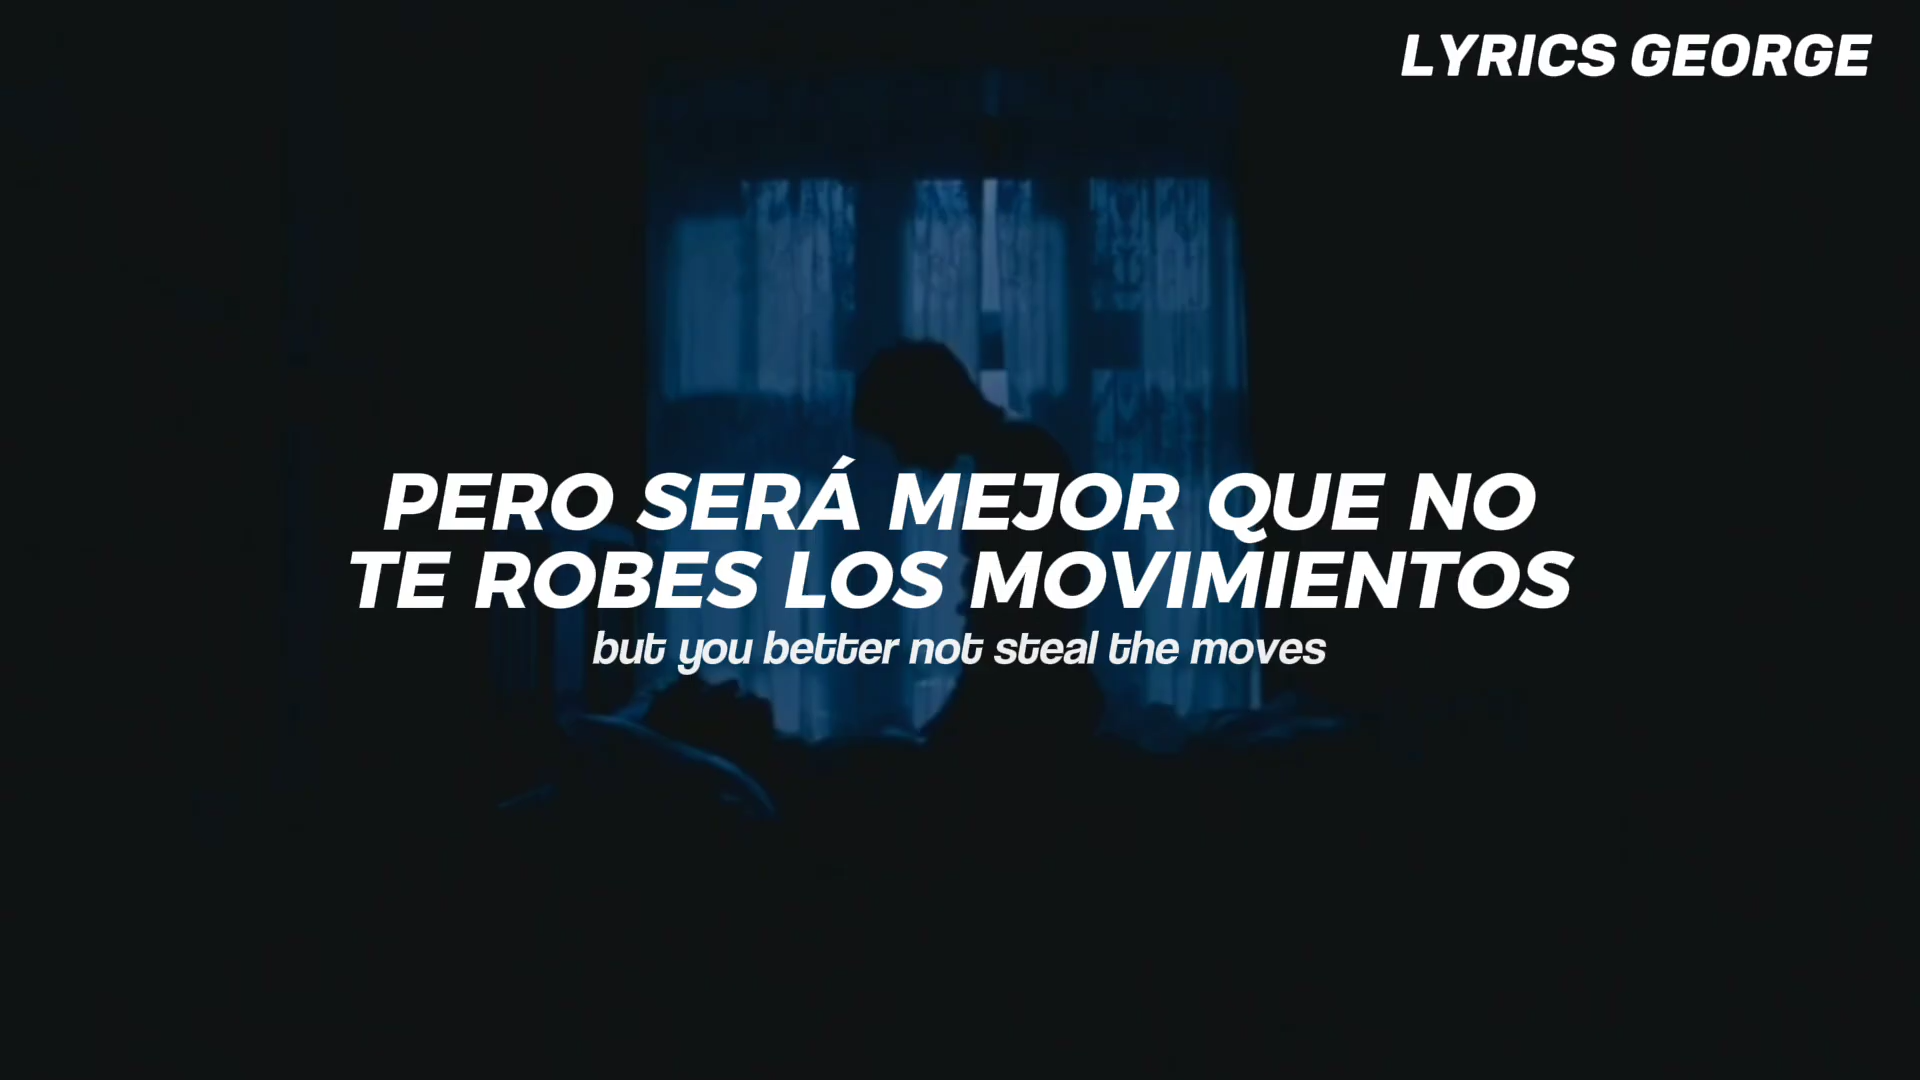 LYRICS GEORGE
PERO SERÁ MEJOR QUE NO
TE ROBES LOS MOVIMIENTOS
but you better not steal the moves